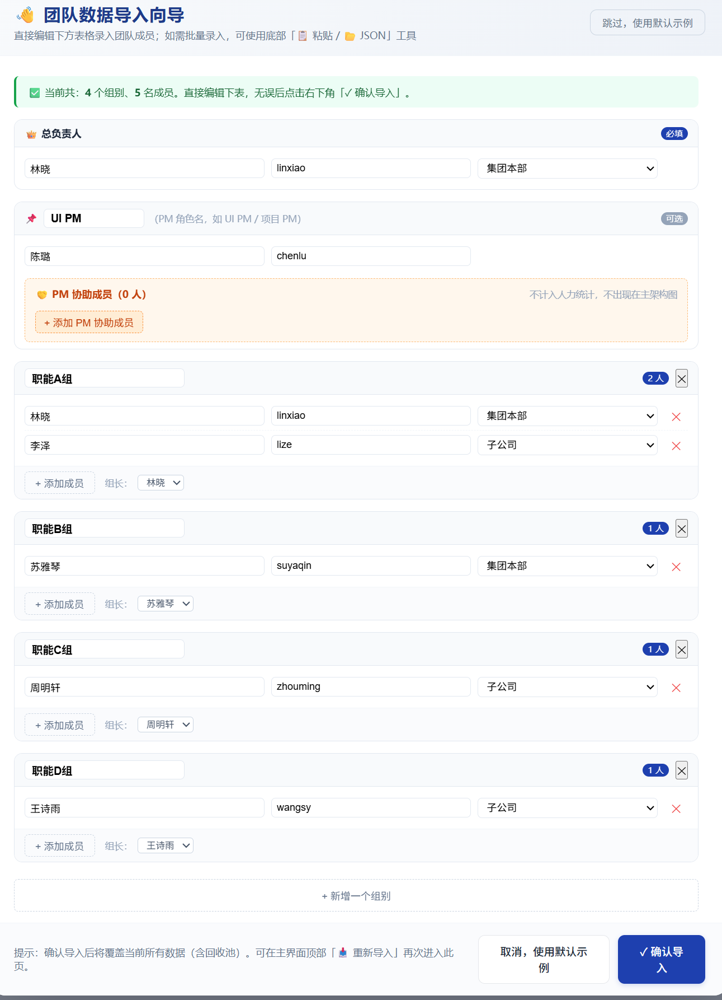 👋 团队数据导入向导
直接编辑下方表格录入团队成员；如需批量录入，可使用底部「📋 粘贴 / 📂 JSON」工具
跳过，使用默认示例
✅ 当前共：4 个组别、5 名成员。直接编辑下表，无误后点击右下角「✓ 确认导入」。
👑 总负责人
必填
林晓
linxiao
集团本部
📌 UI PM
(PM 角色名，如 UI PM / 项目 PM)
可选
陈璐
chenlu
🤝 PM 协助成员（0 人）
不计入人力统计，不出现在主架构图
+ 添加 PM 协助成员
职能A组
2 人
林晓
linxiao
集团本部
李泽
lize
子公司
+ 添加成员
组长：
林晓
职能B组
1 人
苏雅琴
suyaqin
集团本部
+ 添加成员
组长：
苏雅琴
职能C组
1 人
周明轩
zhouming
子公司
+ 添加成员
组长：
周明轩
职能D组
1 人
王诗雨
wangsy
子公司
+ 添加成员
组长：
王诗雨
+ 新增一个组别
提示：确认导入后将覆盖当前所有数据（含回收池）。可在主界面顶部「📥 重新导入」再次进入此
页。
取消，使用默认示
例
✓ 确认导
入